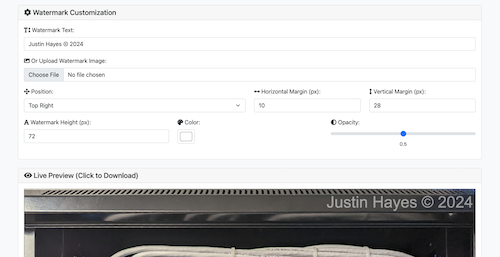 Watermark Customization
Watermark Text:
Justin Hayes © 2024
Or Upload Watermark Image:
Choose File No file chosen
Position: Horizontal Margin (px): Vertical Margin (px):
Top Right 10 28
Watermark Height (px): Color: Opacity:
72
0.6
Live Preview (Click to Download)
Justin Hayes © 2024